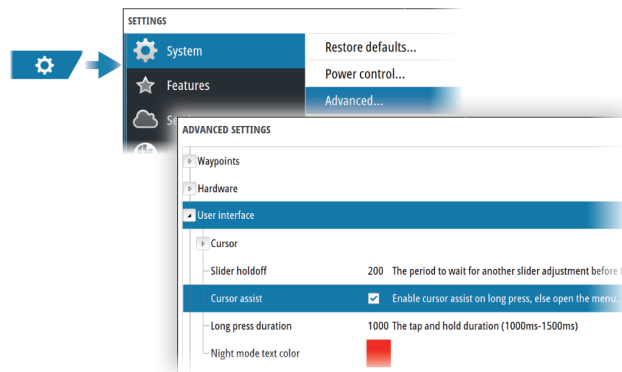 SETTINGS
System
Restore defaults...
Features
Power control...
Advanced...
ADVANCED SETTINGS
Waypoints
Hardware
User interface
Cursor
Slider holdoff 200 The period to wait for another slider adjustment before
Cursor assist Enable cursor assist on long press, else open the menu.
Long press duration 1000 The tap and hold duration (1000ms-1500ms)
Night mode text color